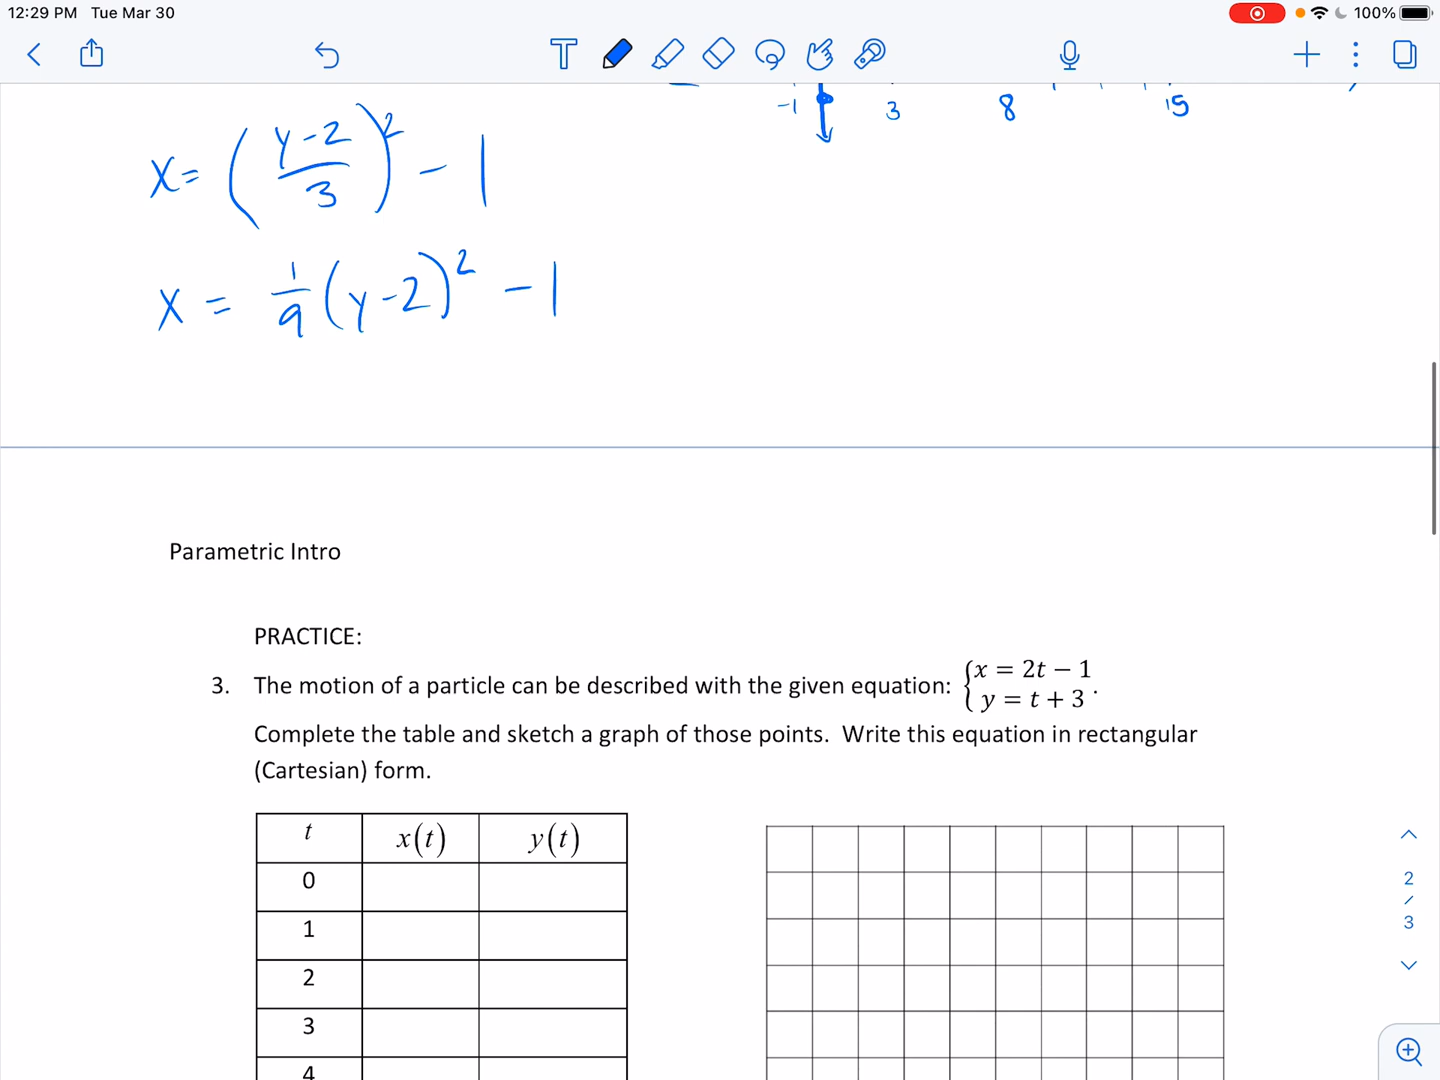 12:29 PM Tue Mar 30
100%
T
-1 3 8 15
x = (y-2/3)² - 1
x = 1/9 (y-2)² - 1
Parametric Intro
PRACTICE:
3. The motion of a particle can be described with the given equation: {x = 2t − 1
y = t + 3 .
Complete the table and sketch a graph of those points. Write this equation in rectangular
(Cartesian) form.
t x(t) y(t)
0
1
2
3
4
2
/
3